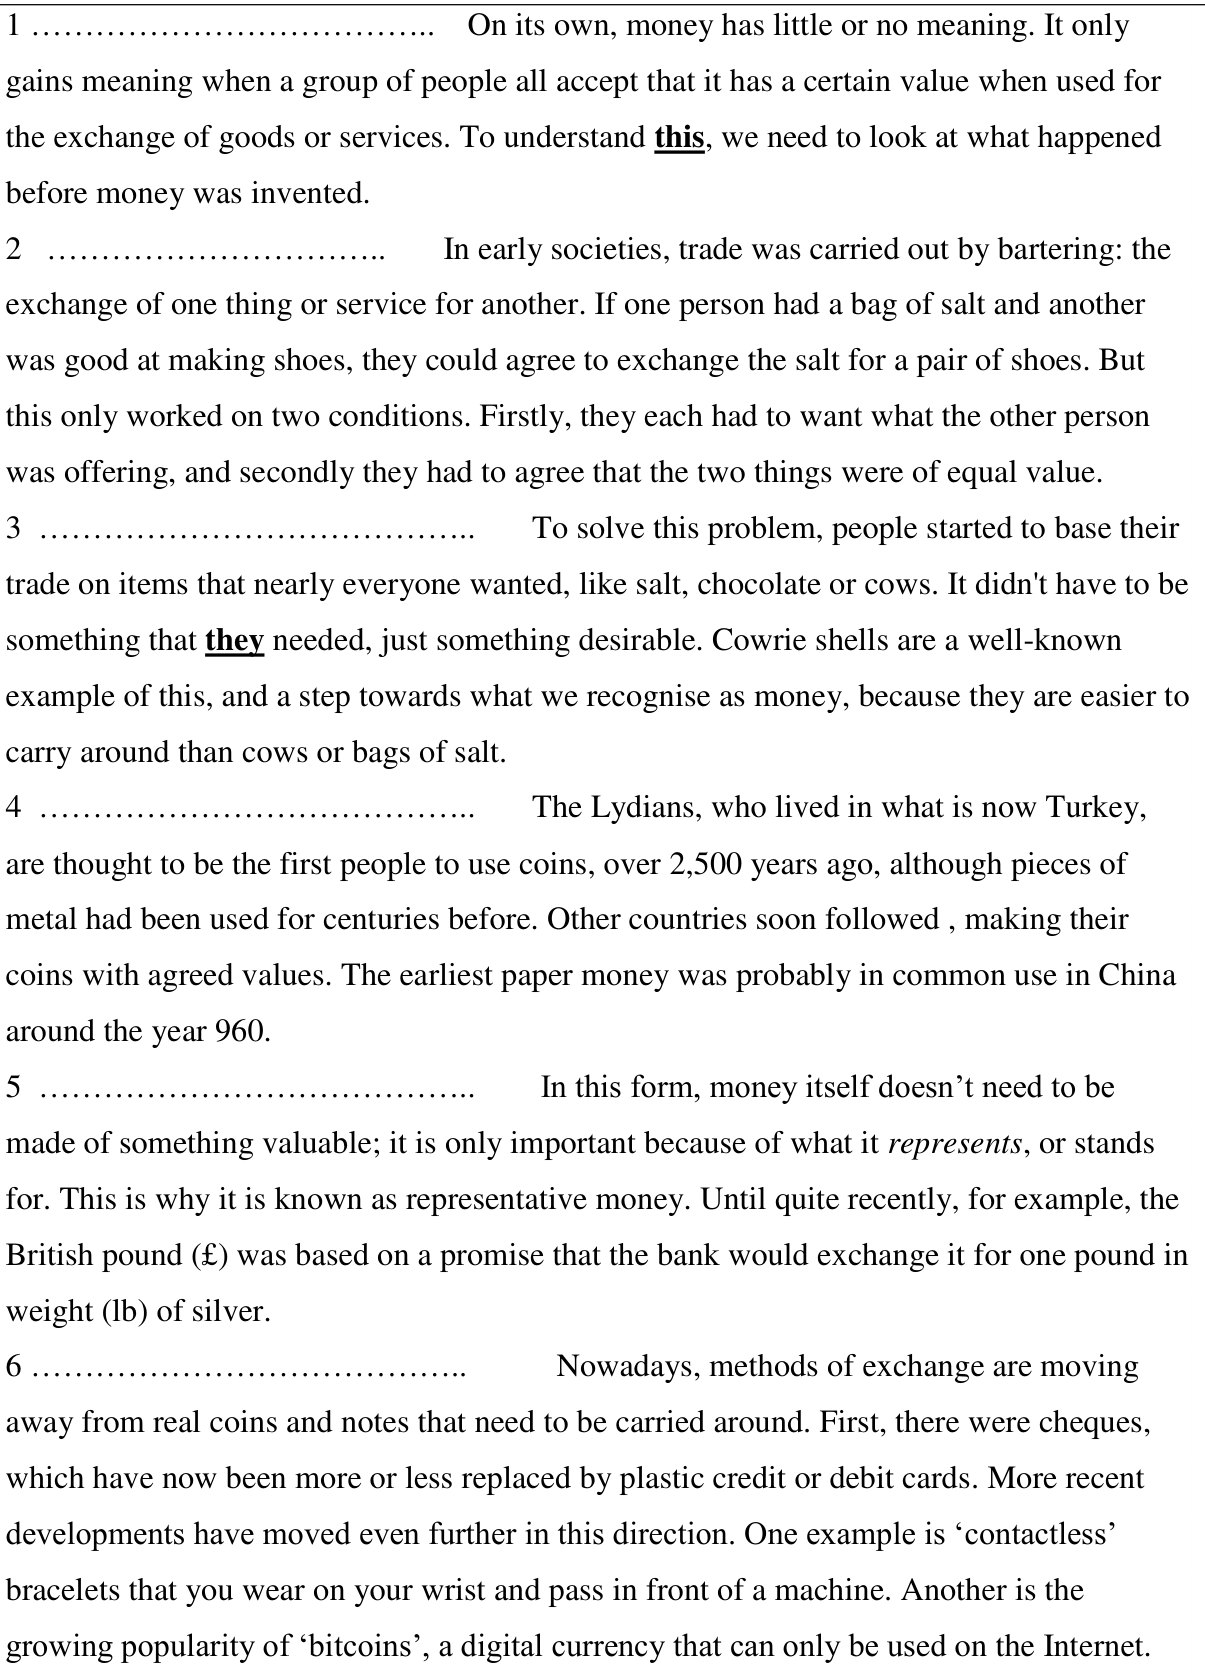 1 ……………………………….. On its own, money has little or no meaning. It only
gains meaning when a group of people all accept that it has a certain value when used for
the exchange of goods or services. To understand this, we need to look at what happened
before money was invented.
2 ………………………….. In early societies, trade was carried out by bartering: the
exchange of one thing or service for another. If one person had a bag of salt and another
was good at making shoes, they could agree to exchange the salt for a pair of shoes. But
this only worked on two conditions. Firstly, they each had to want what the other person
was offering, and secondly they had to agree that the two things were of equal value.
3 ………………………………….. To solve this problem, people started to base their
trade on items that nearly everyone wanted, like salt, chocolate or cows. It didn't have to be
something that they needed, just something desirable. Cowrie shells are a well-known
example of this, and a step towards what we recognise as money, because they are easier to
carry around than cows or bags of salt.
4 ………………………………….. The Lydians, who lived in what is now Turkey,
are thought to be the first people to use coins, over 2,500 years ago, although pieces of
metal had been used for centuries before. Other countries soon followed , making their
coins with agreed values. The earliest paper money was probably in common use in China
around the year 960.
5 ………………………………….. In this form, money itself doesn’t need to be
made of something valuable; it is only important because of what it represents, or stands
for. This is why it is known as representative money. Until quite recently, for example, the
British pound (£) was based on a promise that the bank would exchange it for one pound in
weight (lb) of silver.
6 ………………………………….. Nowadays, methods of exchange are moving
away from real coins and notes that need to be carried around. First, there were cheques,
which have now been more or less replaced by plastic credit or debit cards. More recent
developments have moved even further in this direction. One example is ‘contactless’
bracelets that you wear on your wrist and pass in front of a machine. Another is the
growing popularity of ‘bitcoins’, a digital currency that can only be used on the Internet.